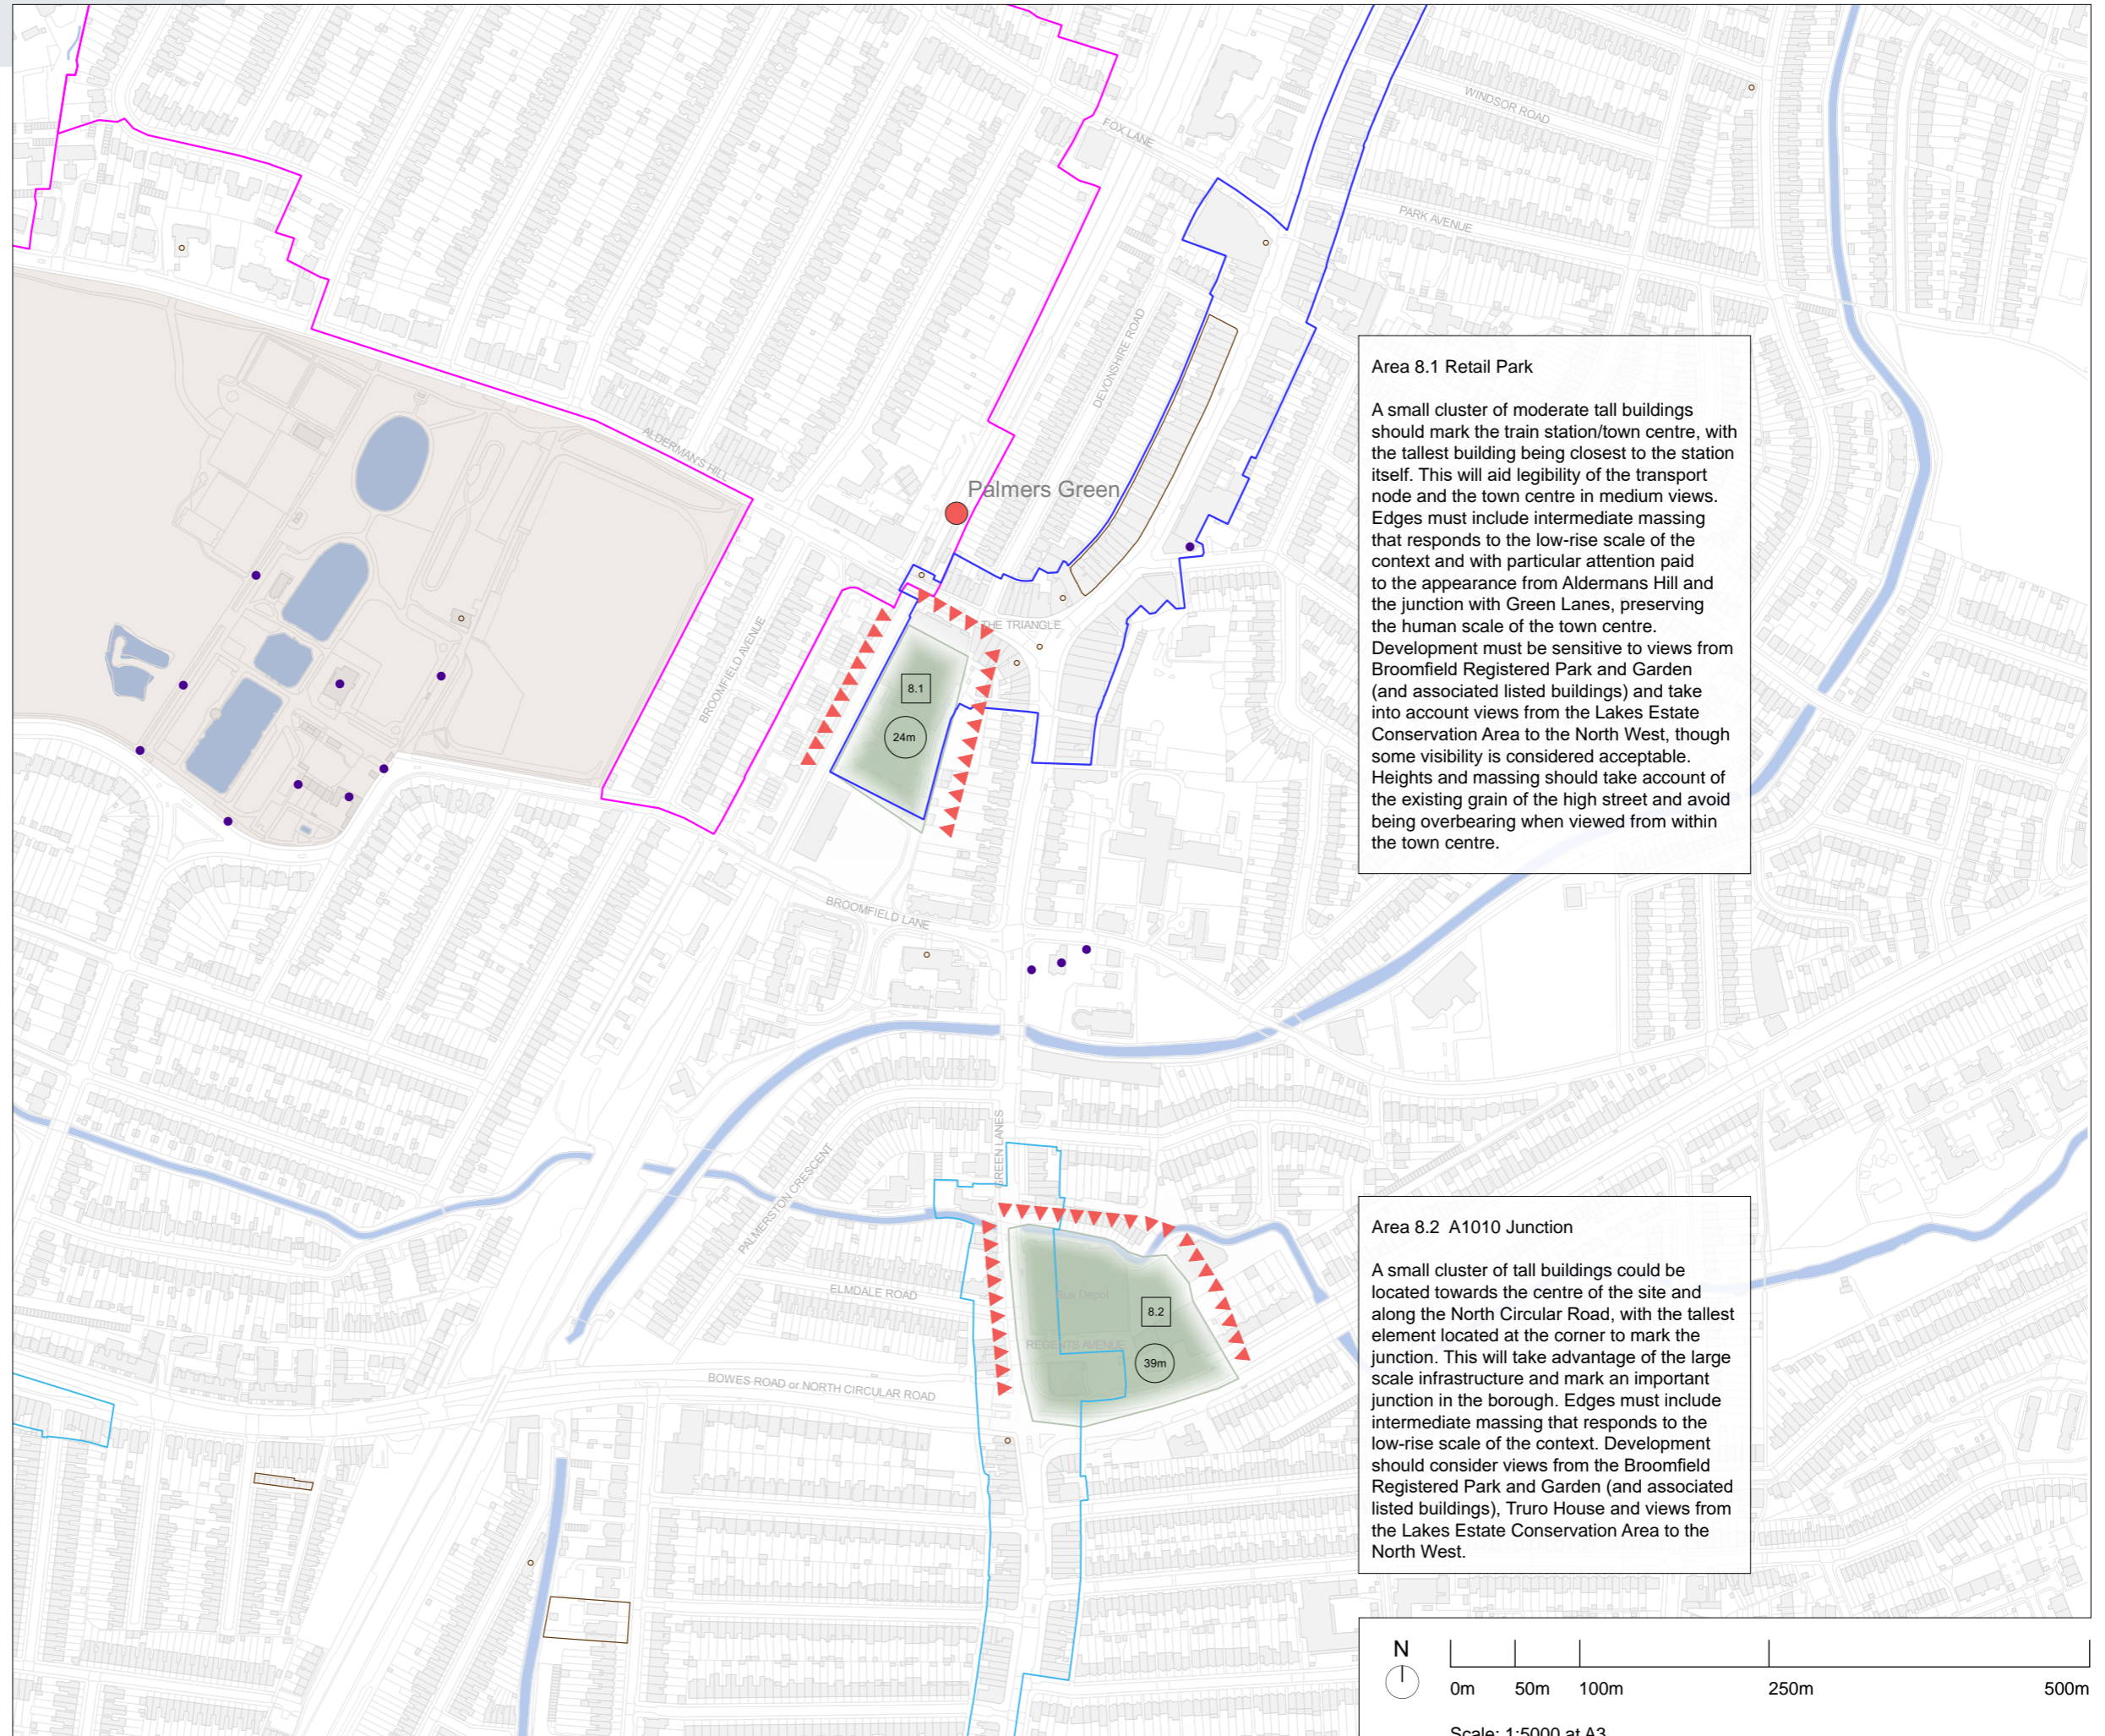 WINDSOR ROAD
FOX LANE
PARK AVENUE
DEVONSHIRE ROAD
ALDERMAN'S HILL
Palmers Green
THE TRIANGLE
BROOMFIELD AVENUE
8.1
24m
BROOMFIELD LANE
GREEN LANES
PALMERSTON CRESCENT
ELMDALE ROAD
Bus Depot
8.2
REGENTS AVENUE
39m
BOWES ROAD or NORTH CIRCULAR ROAD
Area 8.1 Retail Park
A small cluster of moderate tall buildings
should mark the train station/town centre, with
the tallest building being closest to the station
itself. This will aid legibility of the transport
node and the town centre in medium views.
Edges must include intermediate massing
that responds to the low-rise scale of the
context and with particular attention paid
to the appearance from Aldermans Hill and
the junction with Green Lanes, preserving
the human scale of the town centre.
Development must be sensitive to views from
Broomfield Registered Park and Garden
(and associated listed buildings) and take
into account views from the Lakes Estate
Conservation Area to the North West, though
some visibility is considered acceptable.
Heights and massing should take account of
the existing grain of the high street and avoid
being overbearing when viewed from within
the town centre.
Area 8.2 A1010 Junction
A small cluster of tall buildings could be
located towards the centre of the site and
along the North Circular Road, with the tallest
element located at the corner to mark the
junction. This will take advantage of the large
scale infrastructure and mark an important
junction in the borough. Edges must include
intermediate massing that responds to the
low-rise scale of the context. Development
should consider views from the Broomfield
Registered Park and Garden (and associated
listed buildings), Truro House and views from
the Lakes Estate Conservation Area to the
North West.
N
0m 50m 100m 250m 500m
Scale: 1:5000 at A3